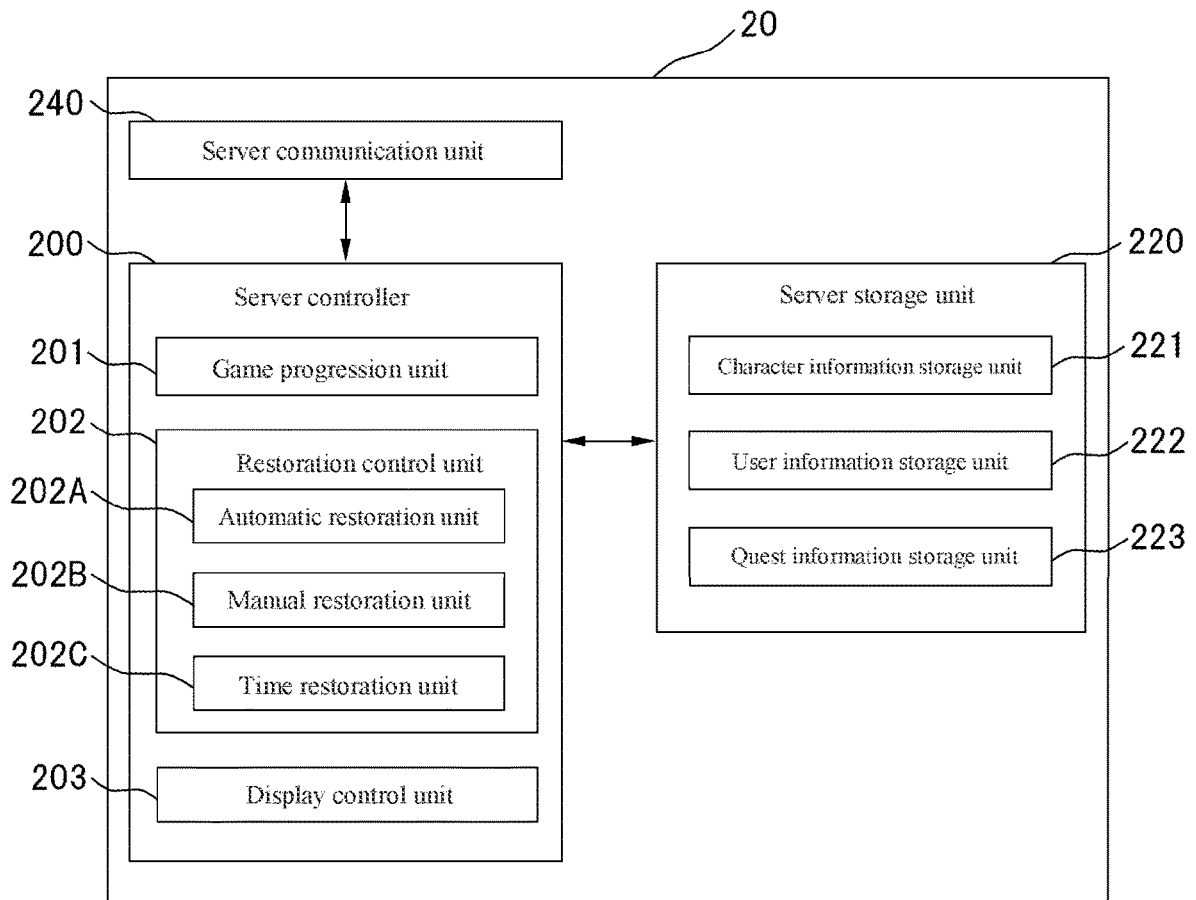 20
240
Server communication unit
200
Server controller
201
Game progression unit
202
Restoration control unit
202A
Automatic restoration unit
202B
Manual restoration unit
202C
Time restoration unit
203
Display control unit
220
Server storage unit
221
Character information storage unit
222
User information storage unit
223
Quest information storage unit